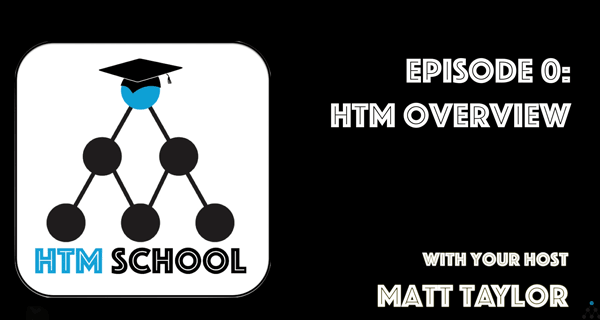 HTM SCHOOL
EPISODE 0:
HTM OVERVIEW
WITH YOUR HOST
MATT TAYLOR